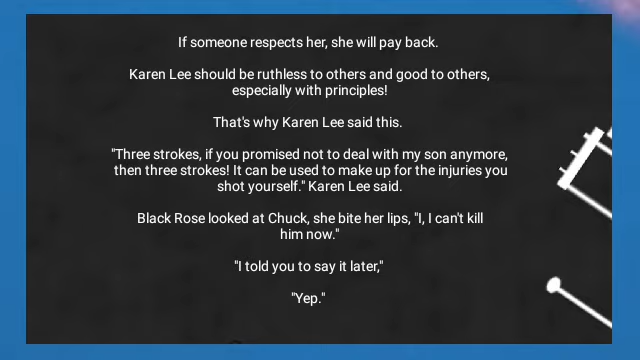 If someone respects her, she will pay back.
Karen Lee should be ruthless to others and good to others,
especially with principles!
That's why Karen Lee said this.
"Three strokes, if you promised not to deal with my son anymore,
then three strokes! It can be used to make up for the injuries you
shot yourself." Karen Lee said.
Black Rose looked at Chuck, she bite her lips, "I, I can't kill
him now."
"I told you to say it later,"
"Yep."